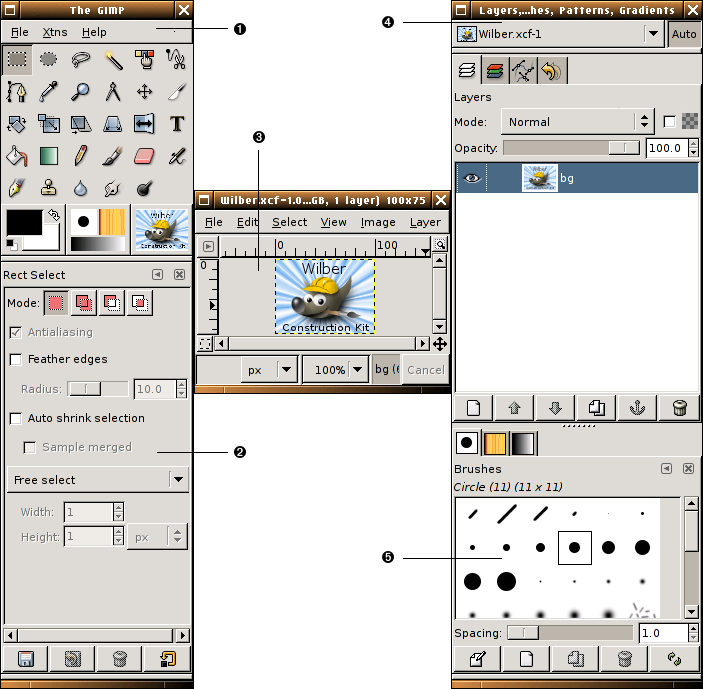 The GIMP
File Xtns Help
❶
Rect Select
Mode:
Antialiasing
Feather edges
Radius: 10.0
Auto shrink selection
Sample merged
❷
Free select
Width: 1
Height: 1 px
❸
Wilber.xcf-1.0...GB, 1 layer) 100x75
File Edit Select View Image Layer
0 100
0
Wilber
Construction Kit
px 100% bg (6 Cancel
❹
Layers,...hes, Patterns, Gradients
Wilber.xcf-1 Auto
Layers
Mode: Normal
Opacity: 100.0
bg
Brushes
Circle (11) (11 x 11)
❺
Spacing: 1.0